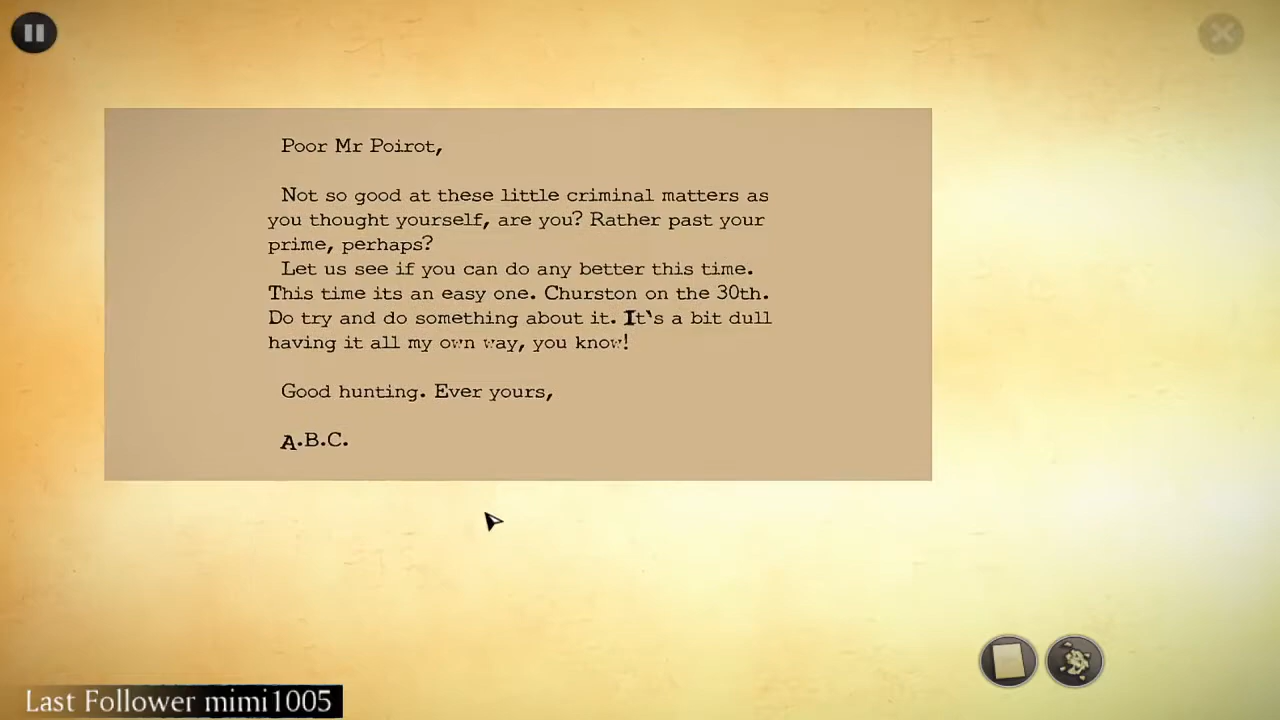 Poor Mr Poirot,
Not so good at these little criminal matters as
you thought yourself, are you? Rather past your
prime, perhaps?
Let us see if you can do any better this time.
This time its an easy one. Churston on the 30th.
Do try and do something about it. It's a bit dull
having it all my own way, you know!
Good hunting. Ever yours,
A.B.C.
Last Follower mimi1005